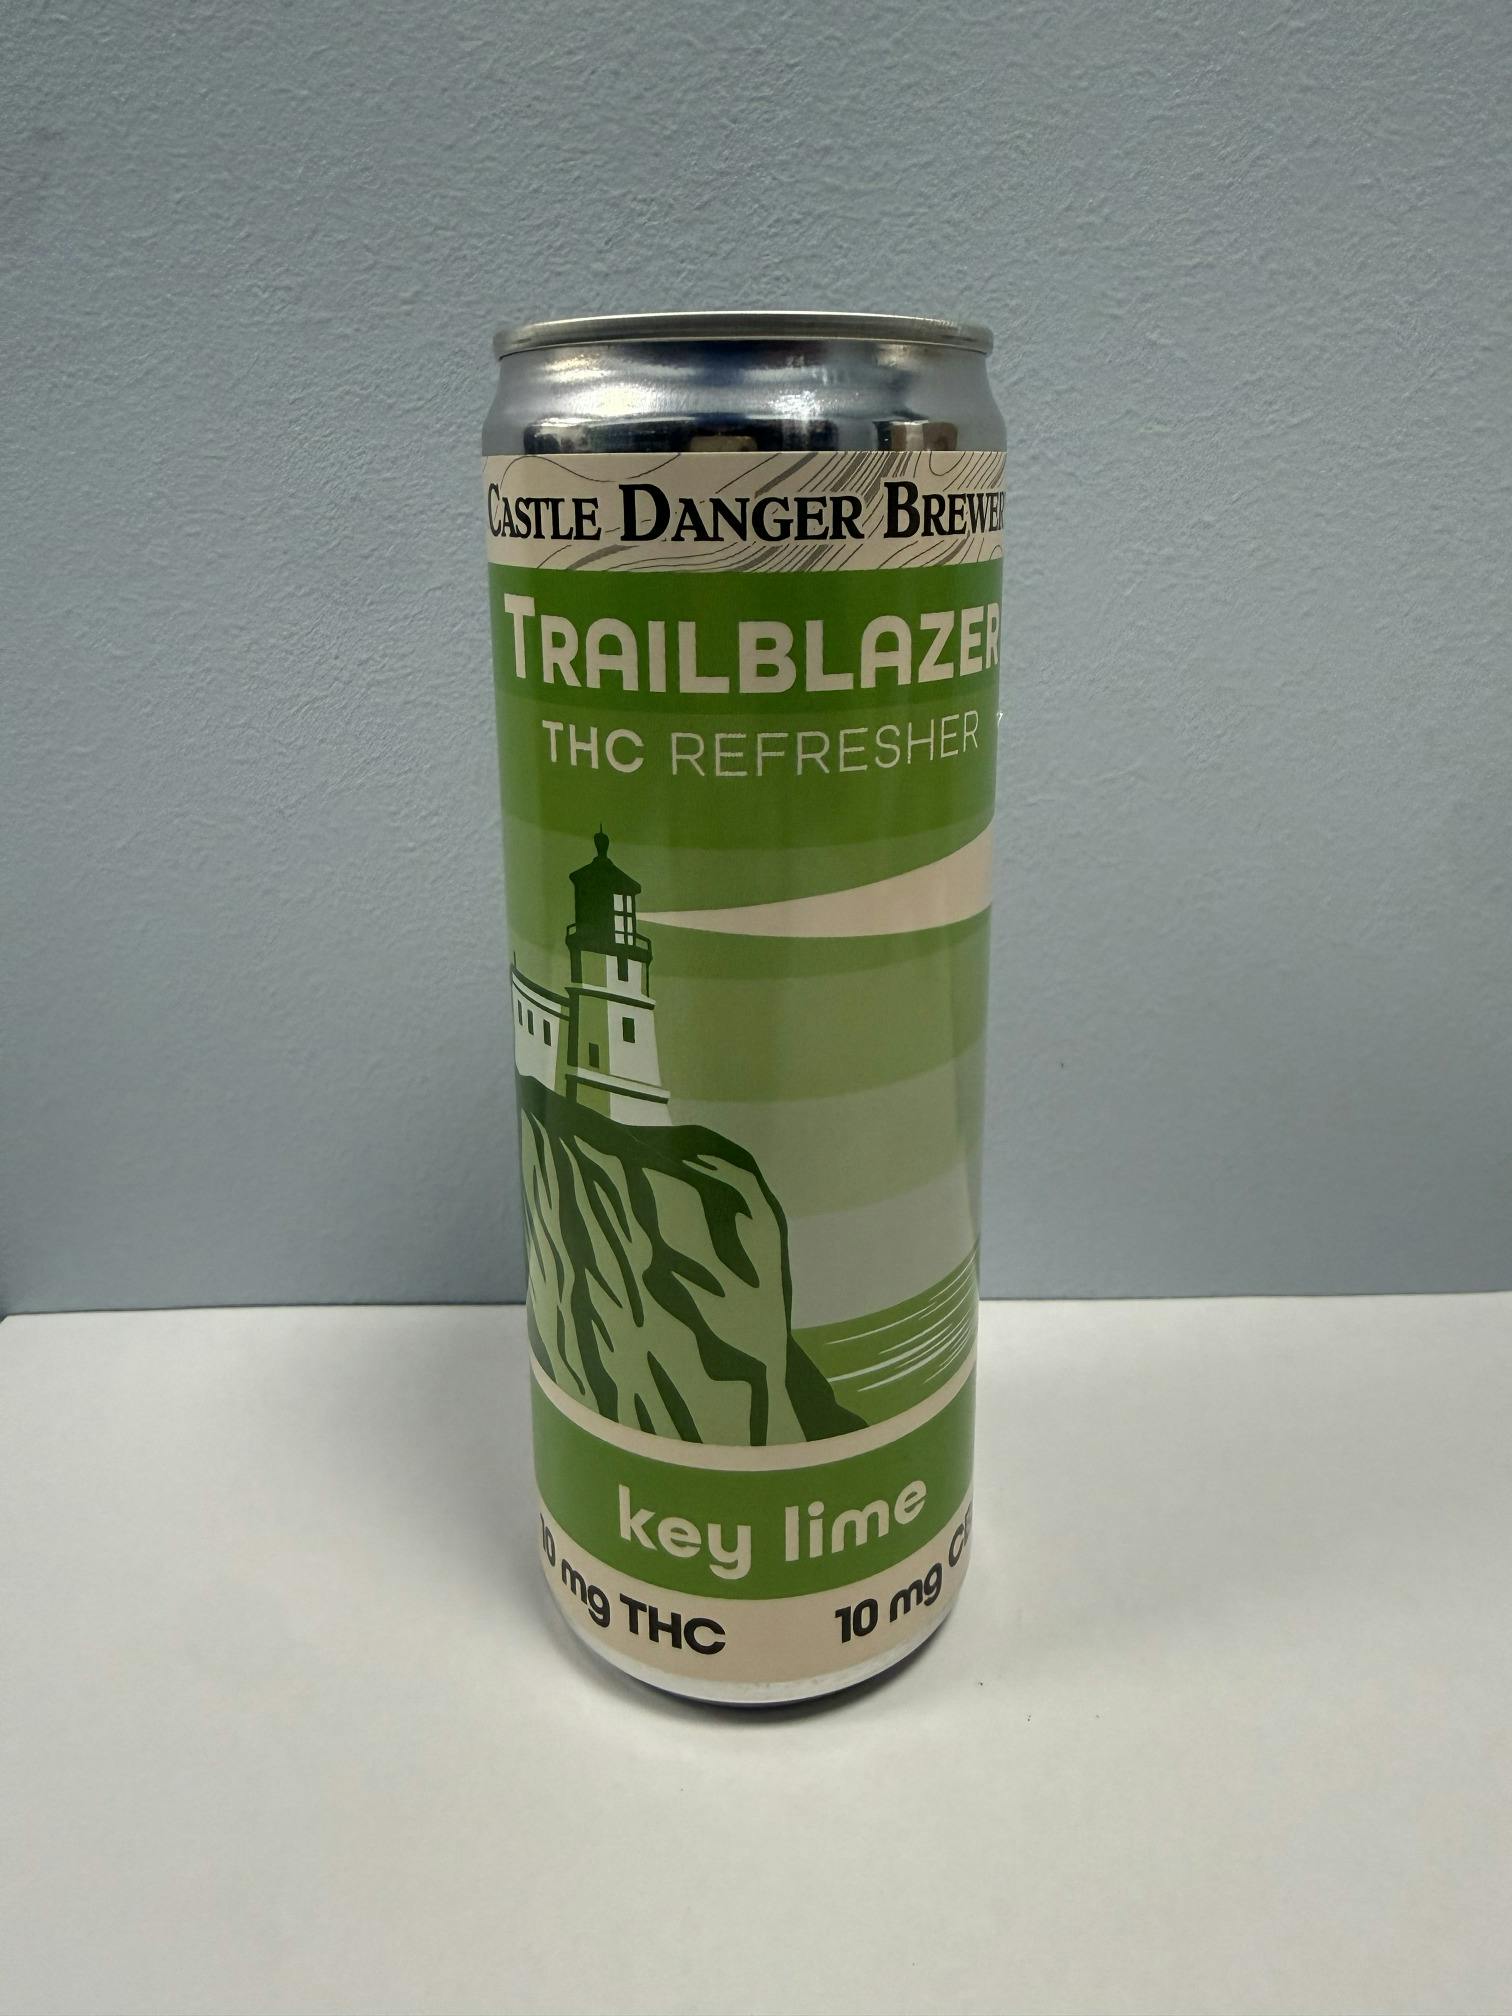 CASTLE DANGER BREWER
TRAILBLAZER
THC REFRESHER
key lime
10 mg THC 10 mg